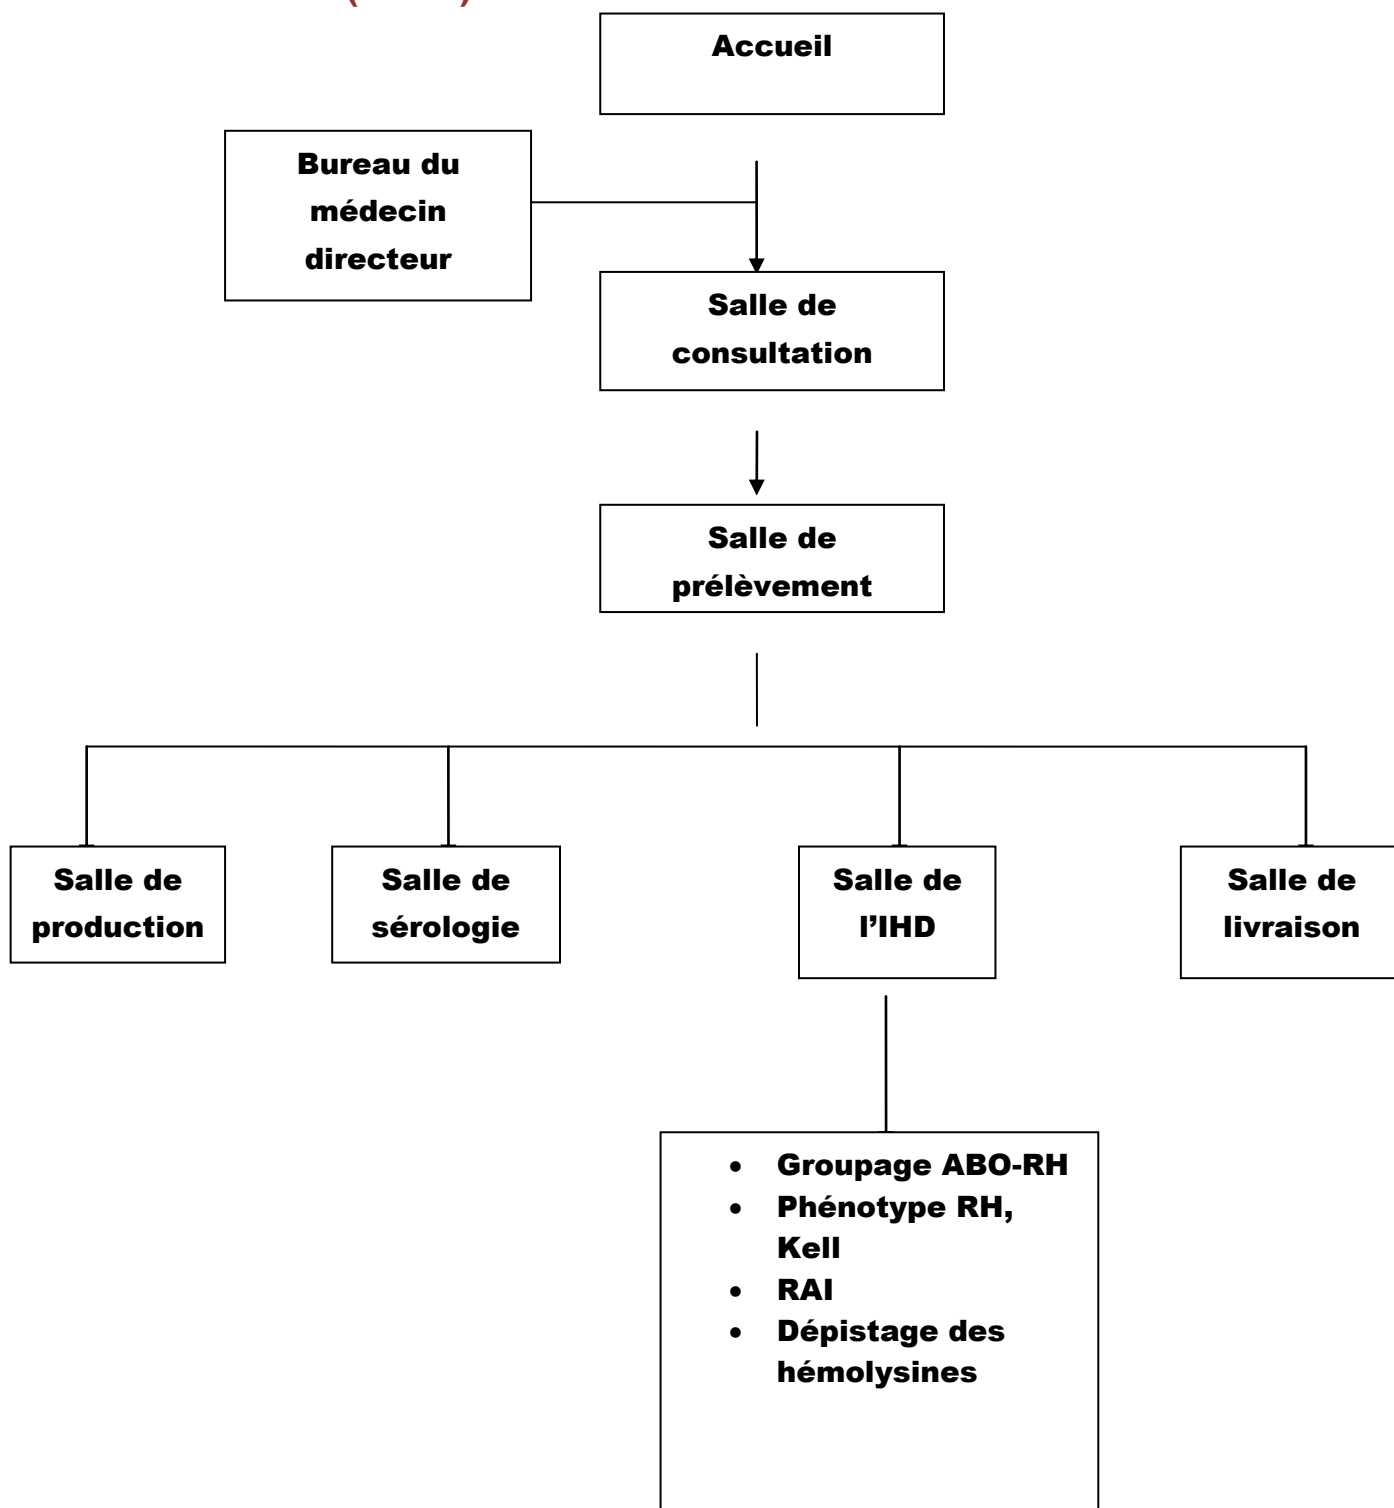 Accueil
Bureau du
médecin
directeur
Salle de
consultation
Salle de
prélèvement
Salle de
production
Salle de
sérologie
Salle de
l’IHD
Salle de
livraison
• Groupage ABO-RH
• Phénotype RH,
Kell
• RAI
• Dépistage des
hémolysines